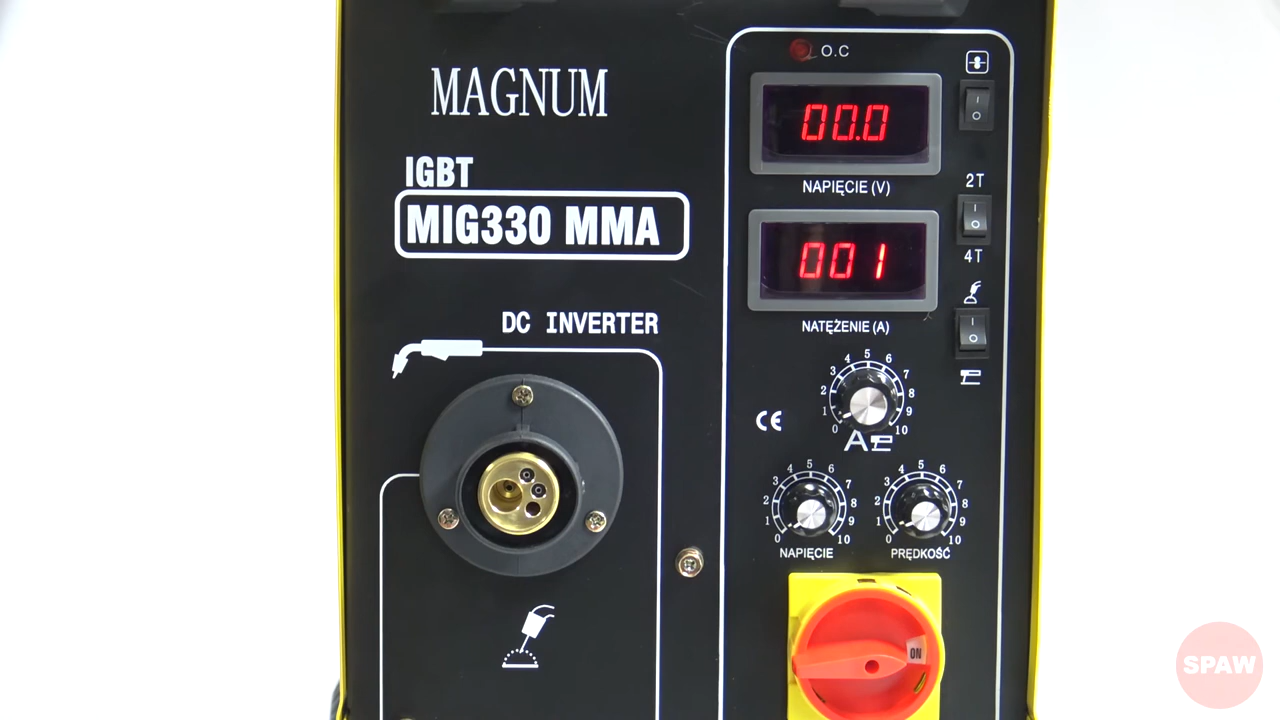 MAGNUM
IGBT
MIG330 MMA
DC INVERTER
O.C
00.0
NAPIĘCIE (V)
001
NATĘŻENIE (A)
2T
4T
0 1 2 3 4 5 6 7 8 9 10
A
CE
0 1 2 3 4 5 6 7 8 9 10
NAPIĘCIE
0 1 2 3 4 5 6 7 8 9 10
PRĘDKOŚĆ
ON
SPAW